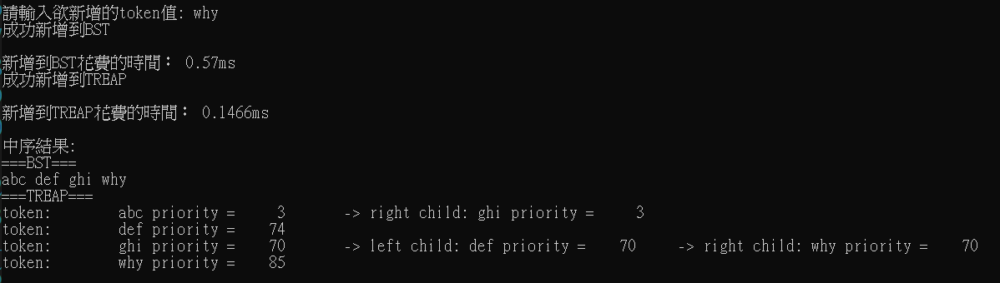 請輸入欲新增的token值: why
成功新增到BST
新增到BST花費的時間： 0.57ms
成功新增到TREAP
新增到TREAP花費的時間： 0.1466ms
中序結果:
===BST===
abc def ghi why
===TREAP===
token: abc priority = 3 -> right child: ghi priority = 3
token: def priority = 74
token: ghi priority = 70 -> left child: def priority = 70 -> right child: why priority = 70
token: why priority = 85